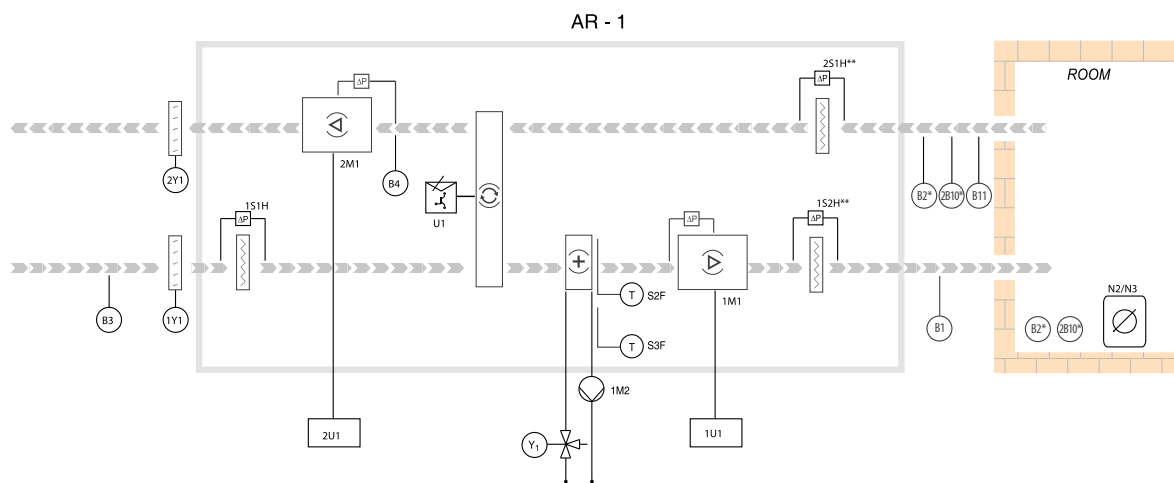 AR - 1
2S1H**
ΔP
ΔP
ROOM
2M1
2Y1
B4
B2*
2B10*
B11
U1
1S1H
ΔP
ΔP
1S2H**
ΔP
T
S2F
1M1
N2/N3
B3
1Y1
B1
B2*
2B10*
T
S3F
1M2
2U1
Y1
1U1